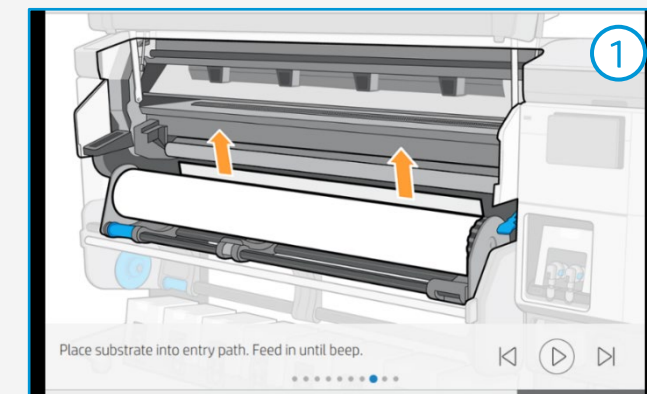 1
Place substrate into entry path. Feed in until beep.